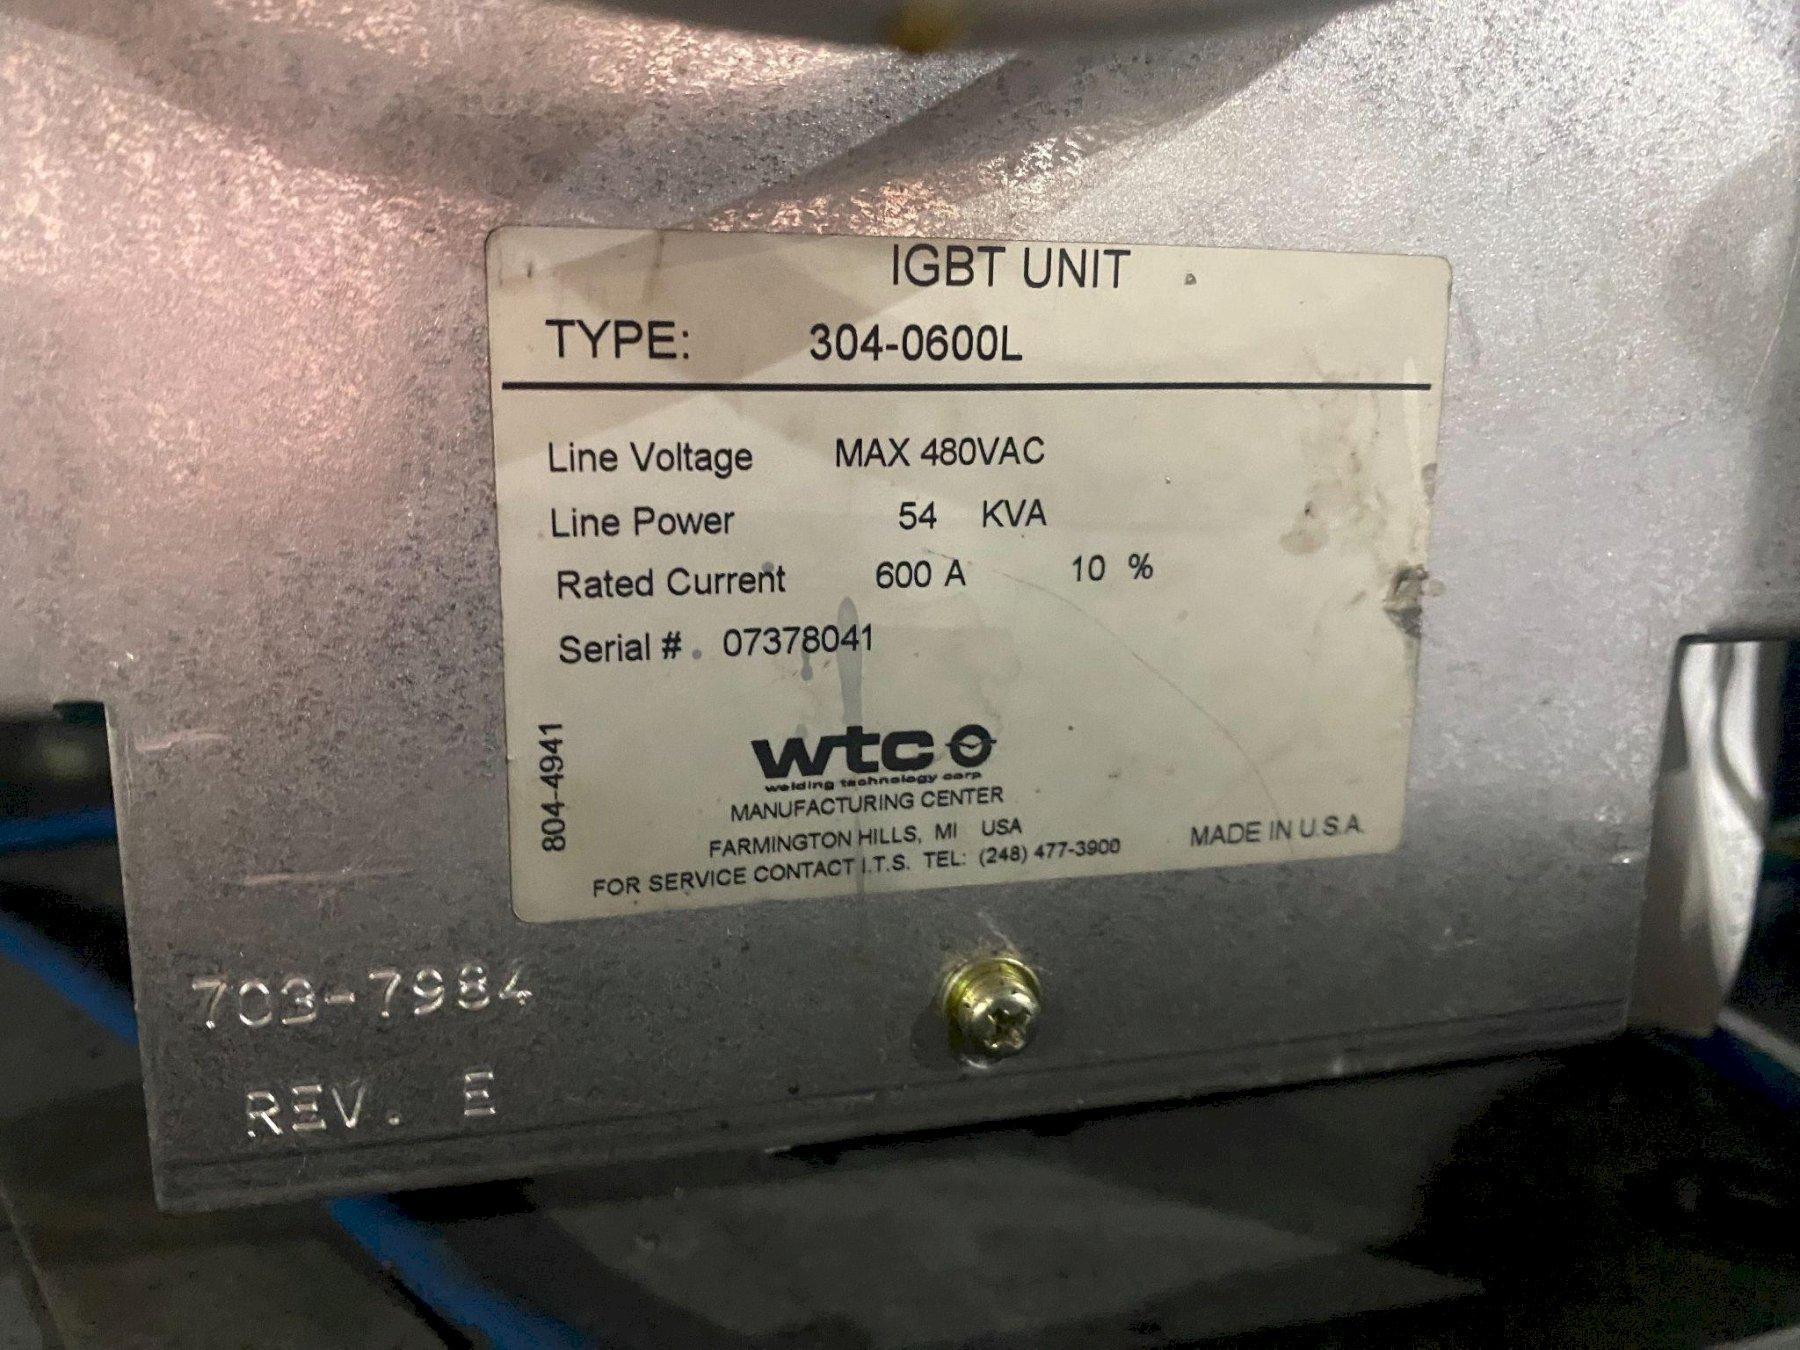 IGBT UNIT
TYPE: 304-0600L
Line Voltage MAX 480VAC
Line Power 54 KVA
Rated Current 600 A 10 %
Serial # 07378041
804-4941
wtc
welding technology corp
MANUFACTURING CENTER
FARMINGTON HILLS, MI USA
FOR SERVICE CONTACT I.T.S. TEL: (248) 477-3900
MADE IN U.S.A.
703-7984
REV. E